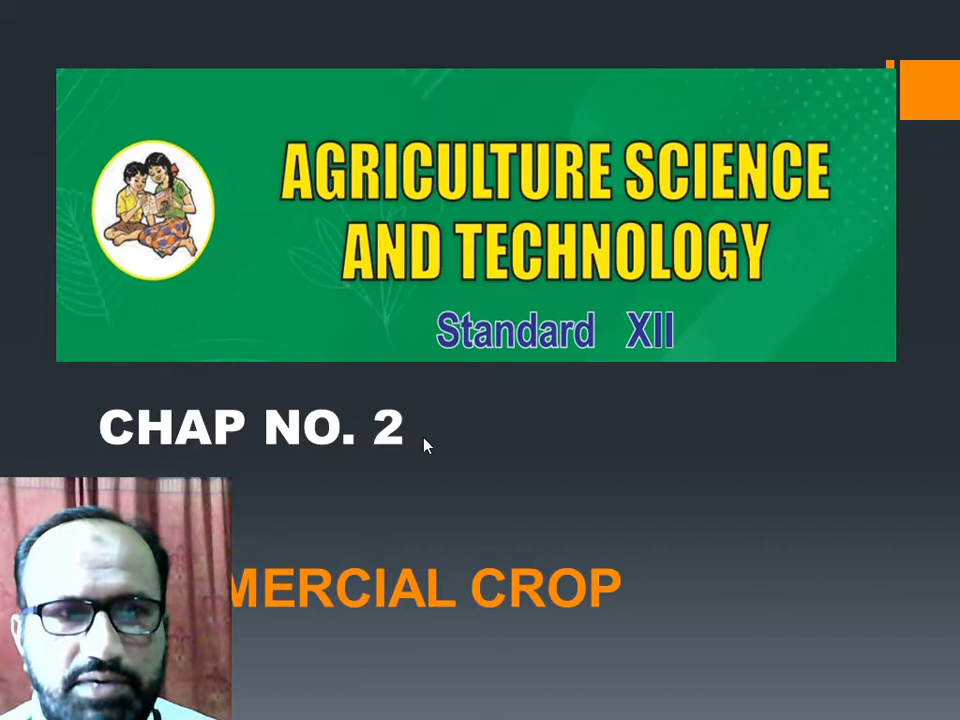 AGRICULTURE SCIENCE
AND TECHNOLOGY
Standard XII
CHAP NO. 2
MERCIAL CROP